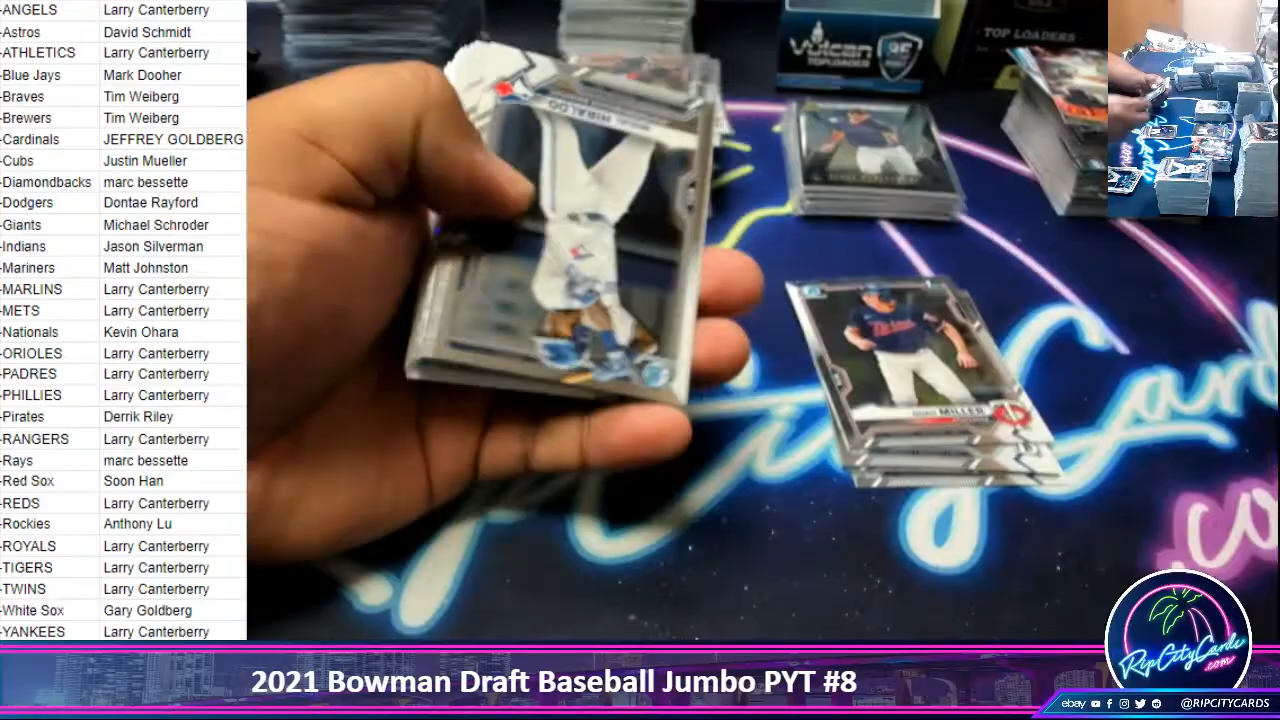 -ANGELS Larry Canterberry
-Astros David Schmidt
-ATHLETICS Larry Canterberry
-Blue Jays Mark Dooher
-Braves Tim Weiberg
-Brewers Tim Weiberg
-Cardinals JEFFREY GOLDBERG
-Cubs Justin Mueller
-Diamondbacks marc bessette
-Dodgers Dontae Rayford
-Giants Michael Schroder
-Indians Jason Silverman
-Mariners Matt Johnston
-MARLINS Larry Canterberry
-METS Larry Canterberry
-Nationals Kevin Ohara
-ORIOLES Larry Canterberry
-PADRES Larry Canterberry
-PHILLIES Larry Canterberry
-Pirates Derrik Riley
-RANGERS Larry Canterberry
-Rays marc bessette
-Red Sox Soon Han
-REDS Larry Canterberry
-Rockies Anthony Lu
-ROYALS Larry Canterberry
-TIGERS Larry Canterberry
-TWINS Larry Canterberry
-White Sox Gary Goldberg
-YANKEES Larry Canterberry
Vulcan
TOPLOADER
TOP LOADERS
HIRALDO
MILLER
.co
RipCityCards
.com
2021 Bowman Draft Baseball Jumbo PYT #8
ebay @RIPCITYCARDS